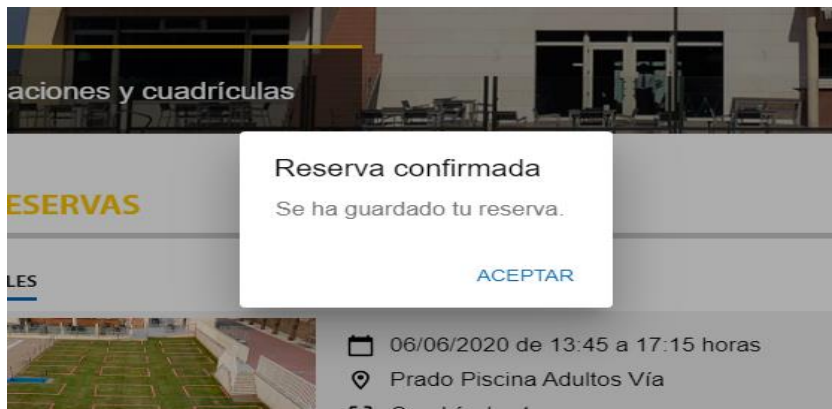 aciones y cuadrículas
Reserva confirmada
Se ha guardado tu reserva.
ACEPTAR
ESERVAS
LES
06/06/2020 de 13:45 a 17:15 horas
Prado Piscina Adultos Vía